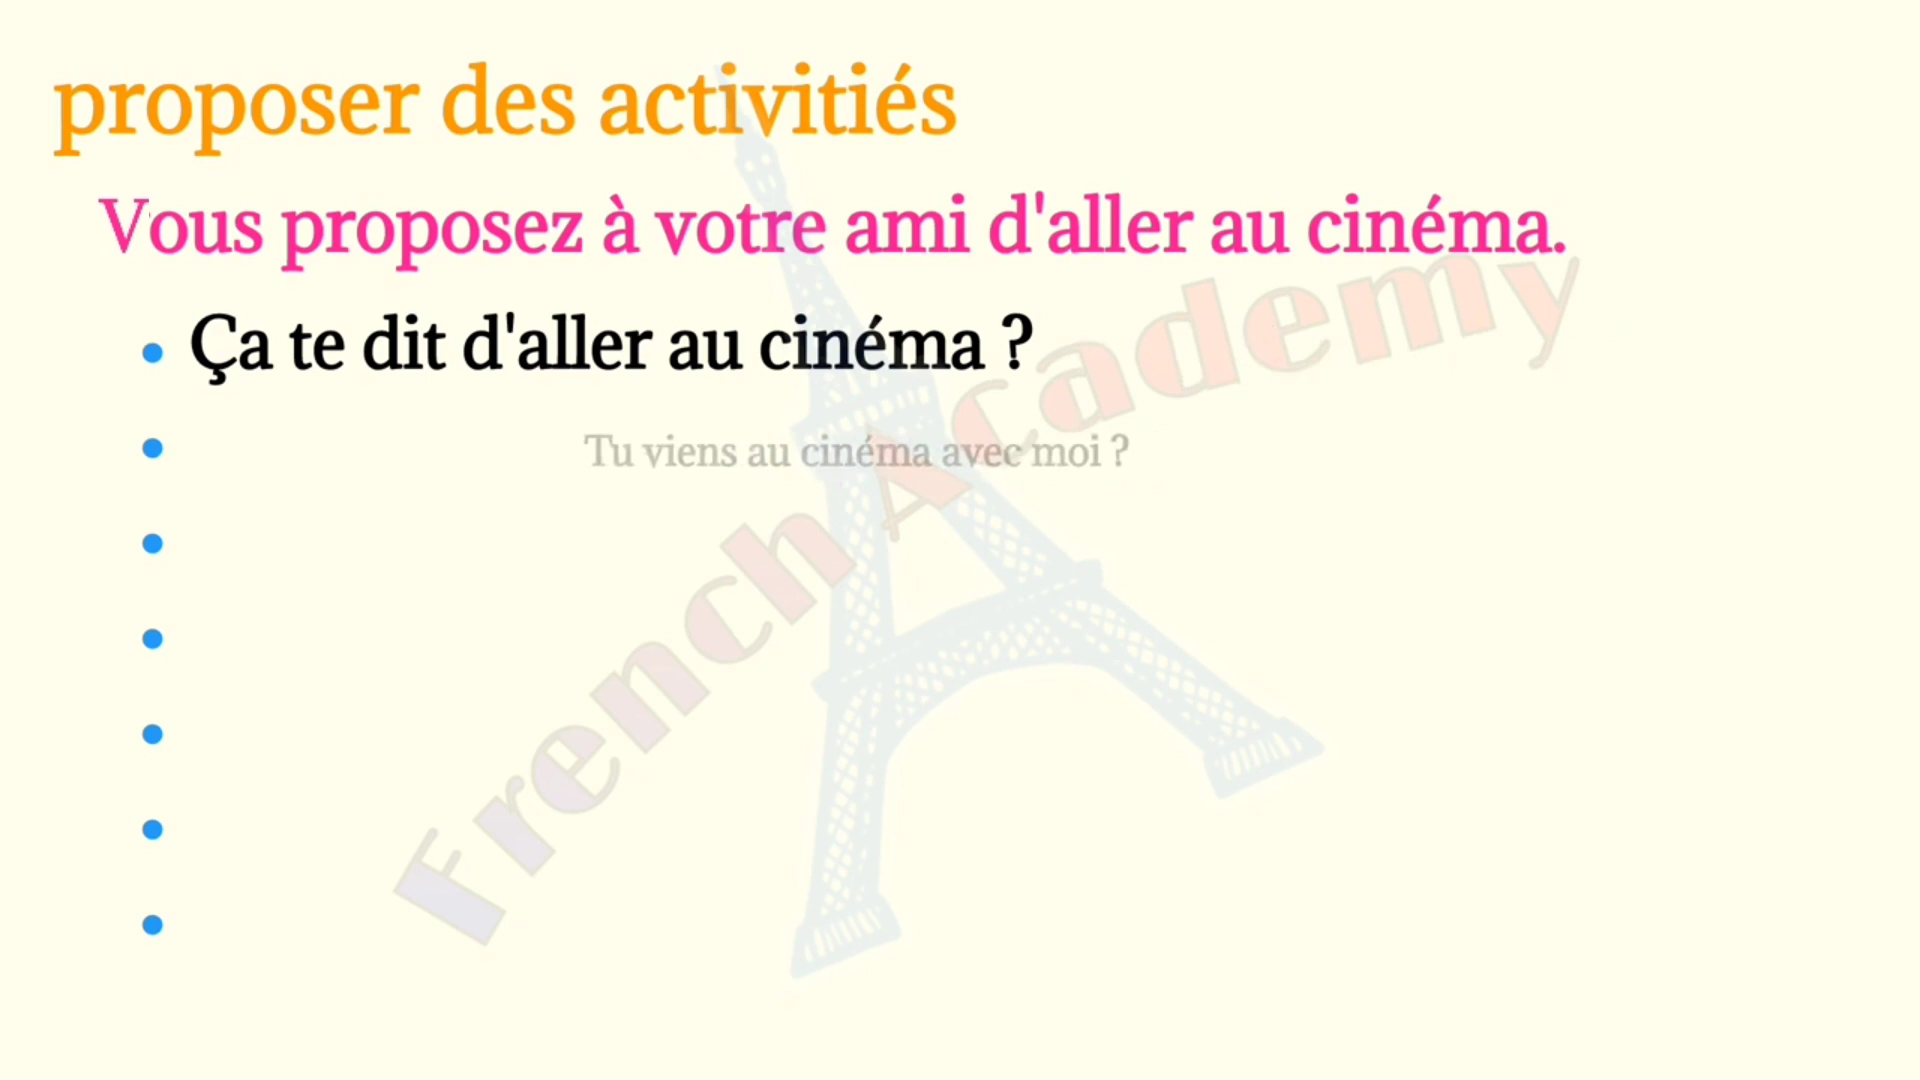 proposer des activitiés
Vous proposez à votre ami d'aller au cinéma.
Ça te dit d'aller au cinéma ?
Tu viens au cinéma avec moi ?
French Academy